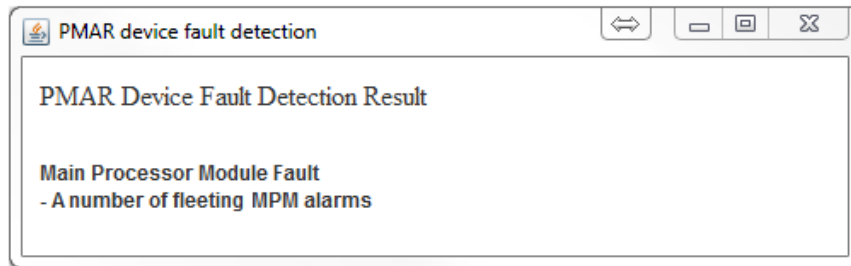 PMAR device fault detection
PMAR Device Fault Detection Result
Main Processor Module Fault
- A number of fleeting MPM alarms